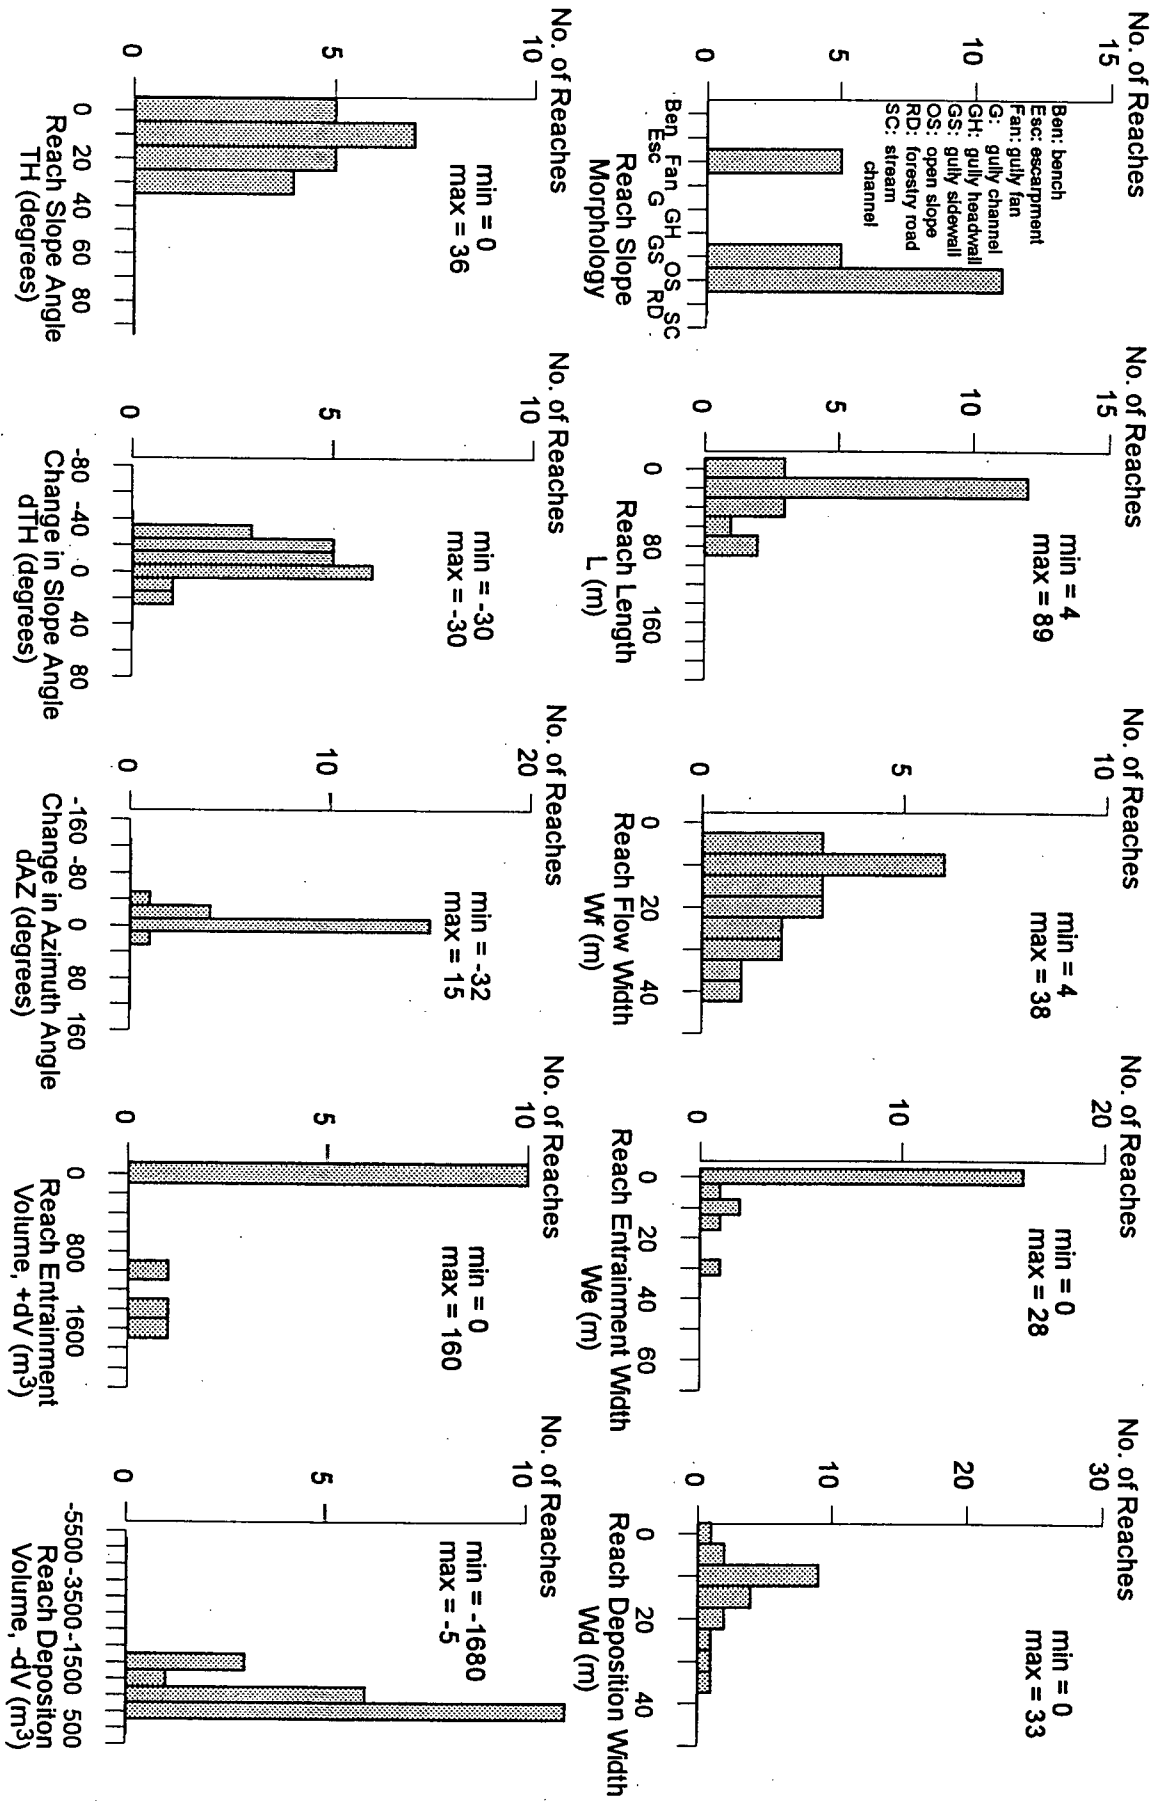 No. of Reaches
15
10
5
0
Ben: bench
Esc: escarpment
Fan: gully fan
G: gully channel
GH: gully headwall
GS: gully sidewall
OS: open slope
RD: forestry road
SC: stream
channel
Ben Fan GH OS SC
Esc G GS RD
Reach Slope
Morphology
No. of Reaches
15
10
5
0
min = 4
max = 89
0 80 160
Reach Length
L (m)
No. of Reaches
10
5
0
min = 4
max = 38
0 20 40
Reach Flow Width
Wf (m)
No. of Reaches
20
10
0
min = 0
max = 28
0 20 40 60
Reach Entrainment Width
We (m)
No. of Reaches
30
20
10
0
min = 0
max = 33
0 20 40
Reach Deposition Width
Wd (m)
No. of Reaches
10
5
0
min = 0
max = 36
0 20 40 60 80
Reach Slope Angle
TH (degrees)
No. of Reaches
10
5
0
min = -30
max = -30
-80 -40 0 40 80
Change in Slope Angle
dTH (degrees)
No. of Reaches
20
10
0
min = -32
max = 15
-160 -80 0 80 160
Change in Azimuth Angle
dAZ (degrees)
No. of Reaches
10
5
0
min = 0
max = 160
0 800 1600
Reach Entrainment
Volume, +dV (m³)
No. of Reaches
10
5
0
min = -1680
max = -5
-5500 -3500 -1500 500
Reach Depositon
Volume, -dV (m³)